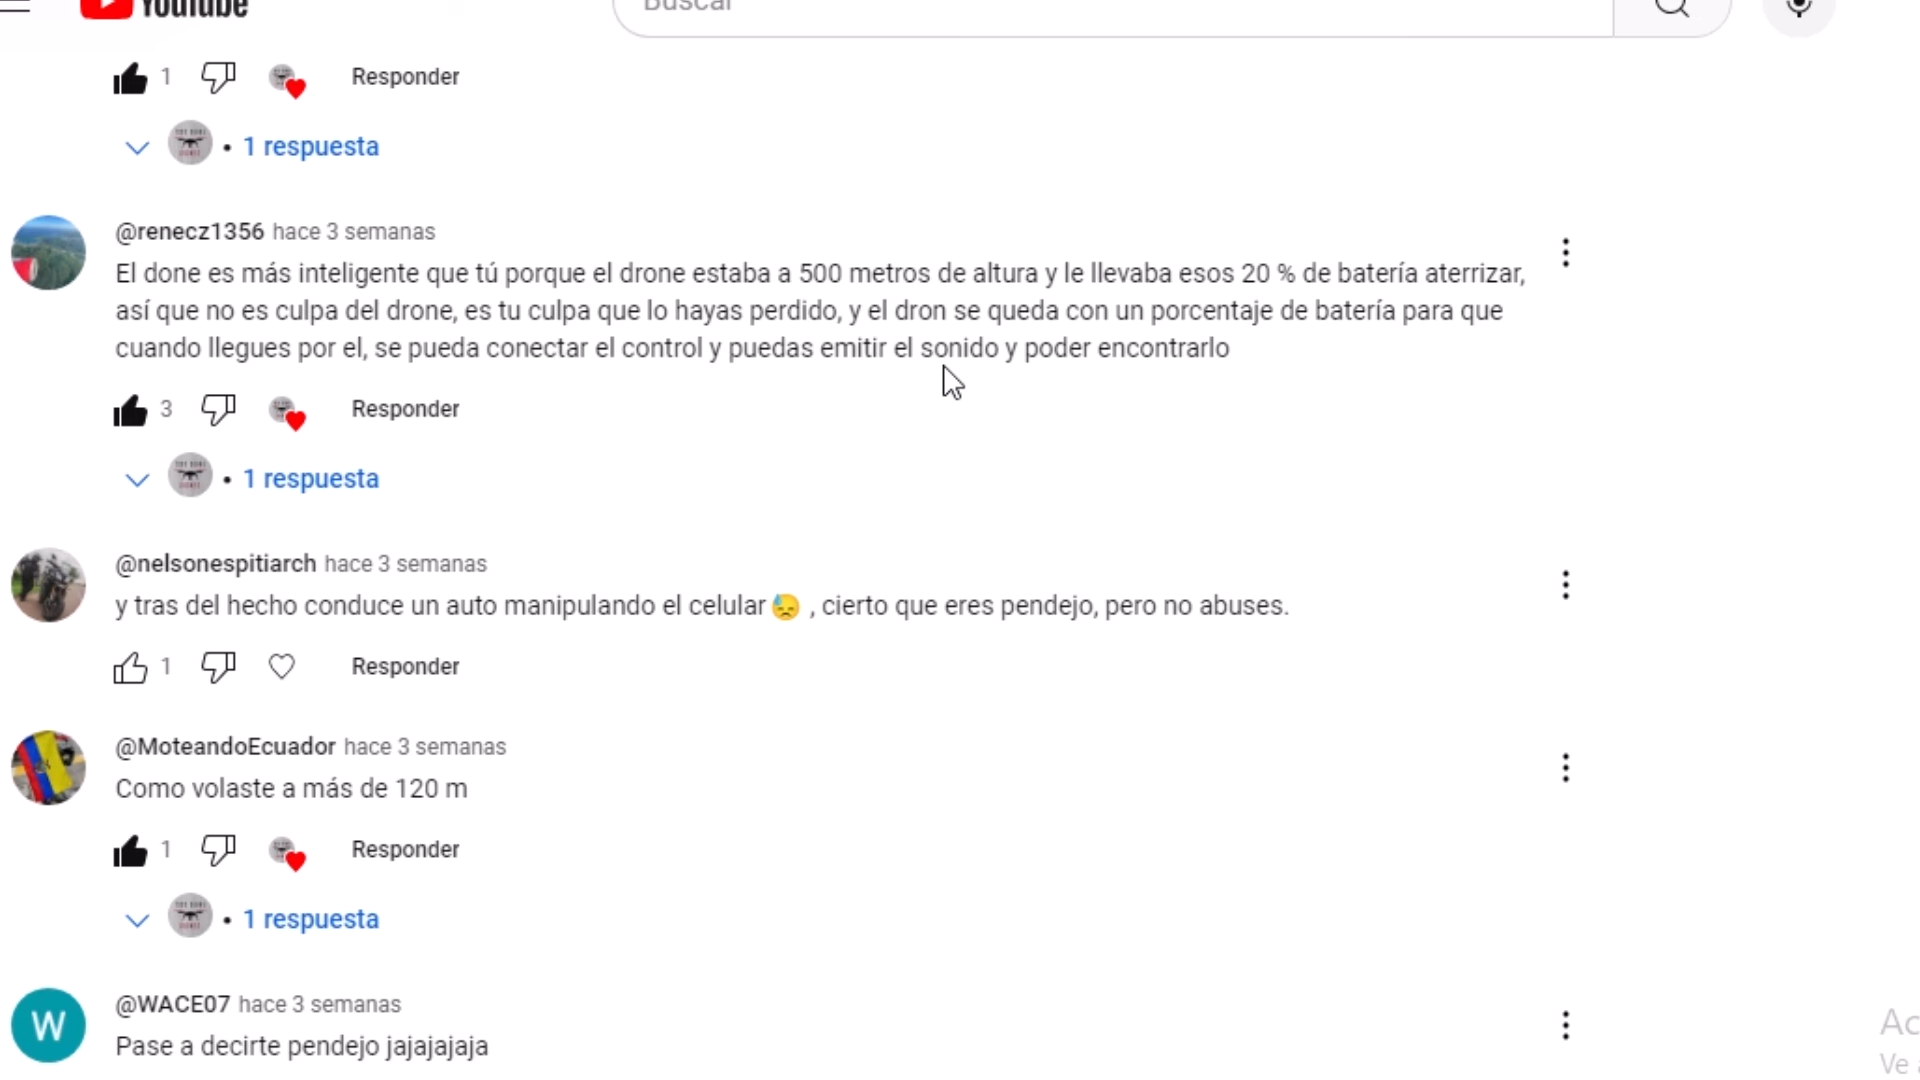 YouTube
Buscar
1 Responder
• 1 respuesta
@renecz1356 hace 3 semanas
El done es más inteligente que tú porque el drone estaba a 500 metros de altura y le llevaba esos 20 % de batería aterrizar,
así que no es culpa del drone, es tu culpa que lo hayas perdido, y el dron se queda con un porcentaje de batería para que
cuando llegues por el, se pueda conectar el control y puedas emitir el sonido y poder encontrarlo
3 Responder
• 1 respuesta
@nelsonespitiarch hace 3 semanas
y tras del hecho conduce un auto manipulando el celular😓 , cierto que eres pendejo, pero no abuses.
1 Responder
@MoteandoEcuador hace 3 semanas
Como volaste a más de 120 m
1 Responder
• 1 respuesta
@WACE07 hace 3 semanas
W
Pase a decirte pendejo jajajajaja
Ac
Ve